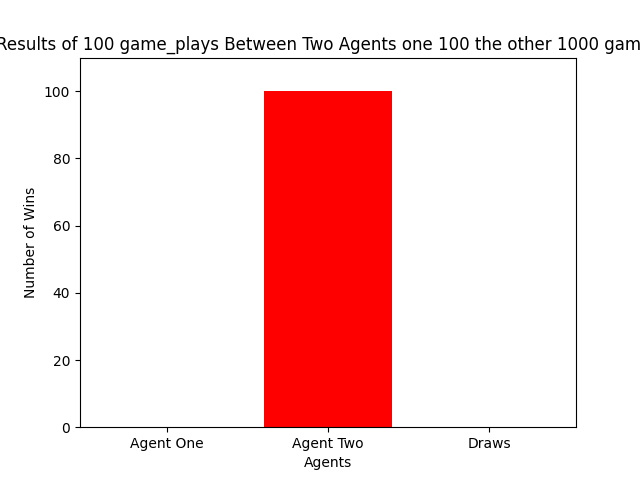 Results of 100 game_plays Between Two Agents one 100 the other 1000 gam
100
80
60
40
20
0
Number of Wins
Agent One Agent Two Draws
Agents